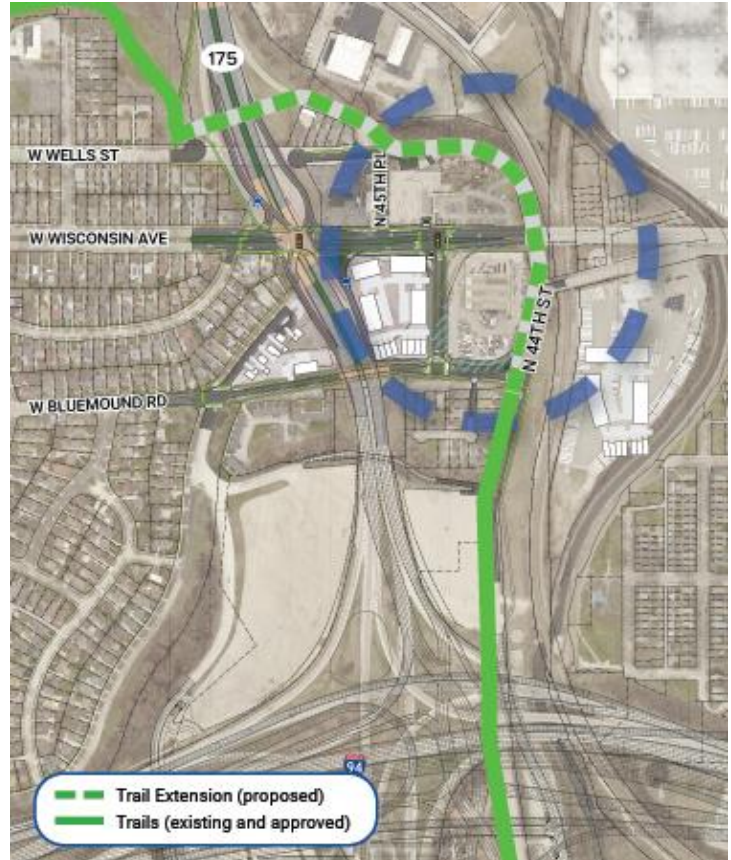 175
W WELLS ST
N 45TH PL
W WISCONSIN AVE
N 44TH ST
W BLUEMOUND RD
94
Trail Extension (proposed)
Trails (existing and approved)